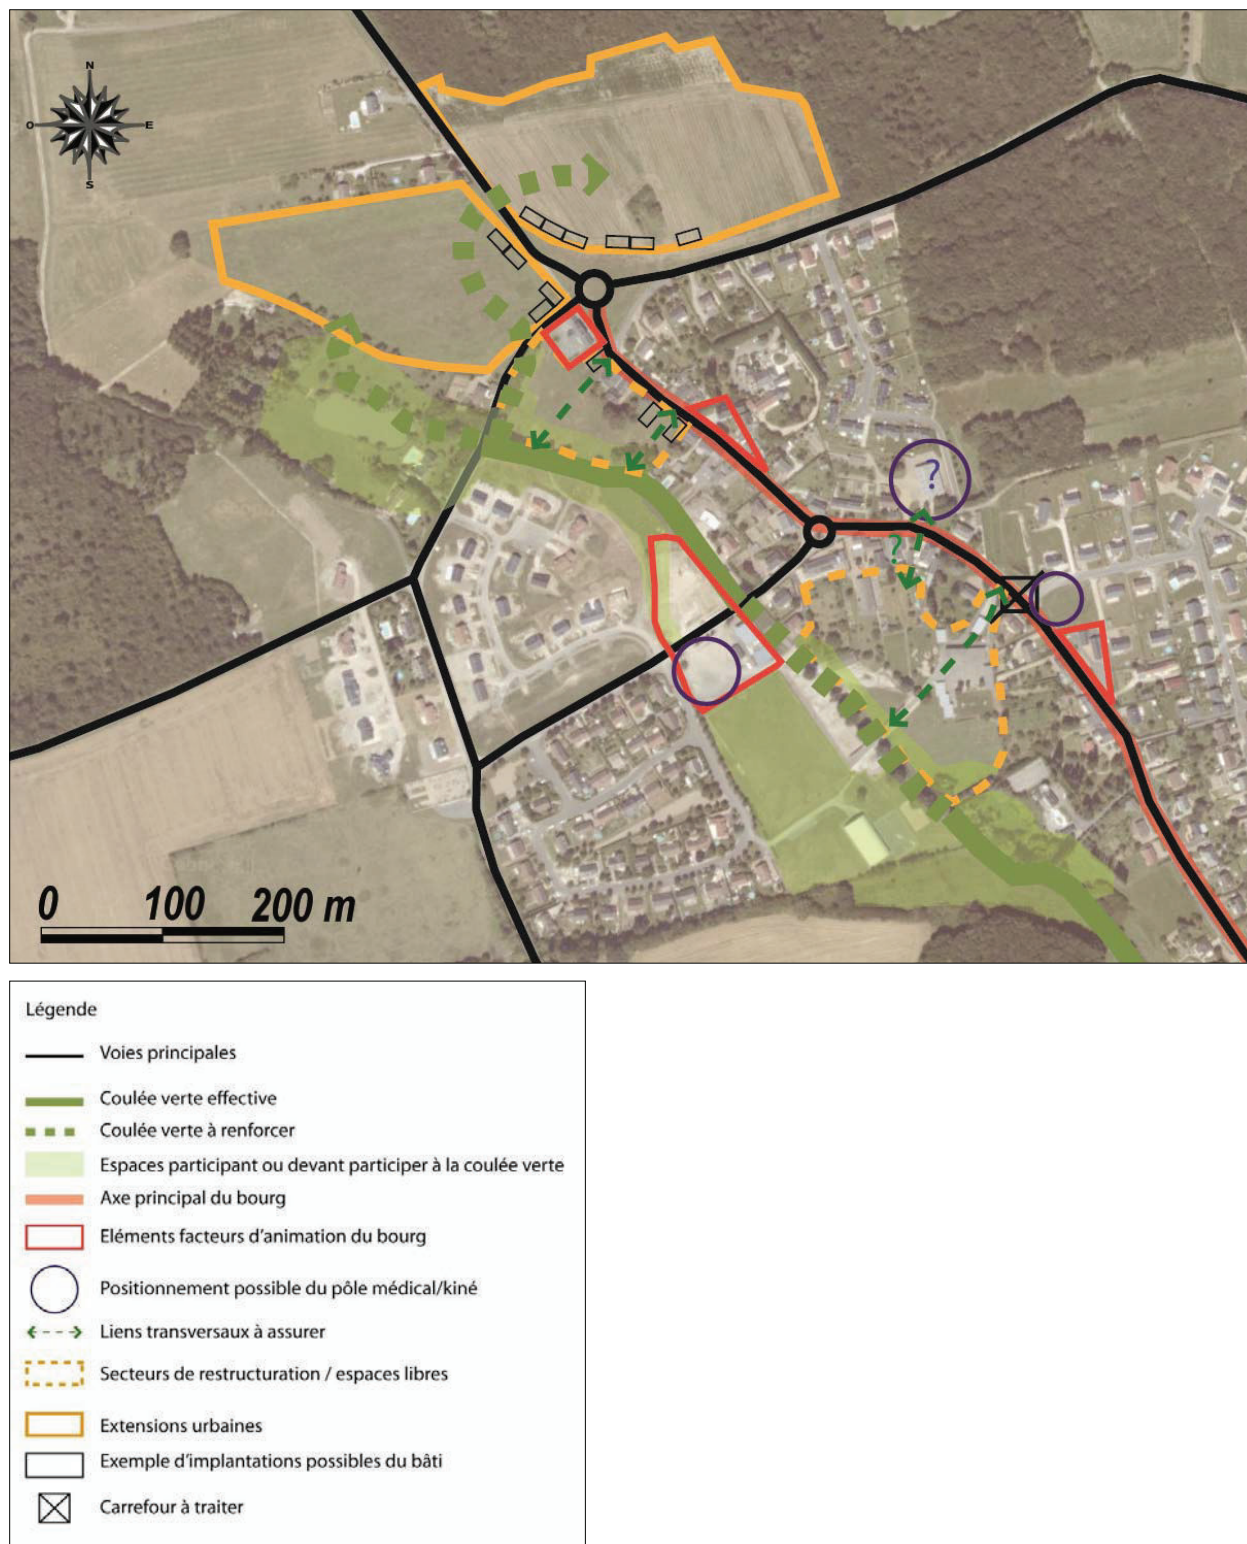 N
O
E
S
?
?
0 100 200 m
Légende
Voies principales
Coulée verte effective
Coulée verte à renforcer
Espaces participant ou devant participer à la coulée verte
Axe principal du bourg
Eléments facteurs d'animation du bourg
Positionnement possible du pôle médical/kiné
Liens transversaux à assurer
Secteurs de restructuration / espaces libres
Extensions urbaines
Exemple d'implantations possibles du bâti
Carrefour à traiter